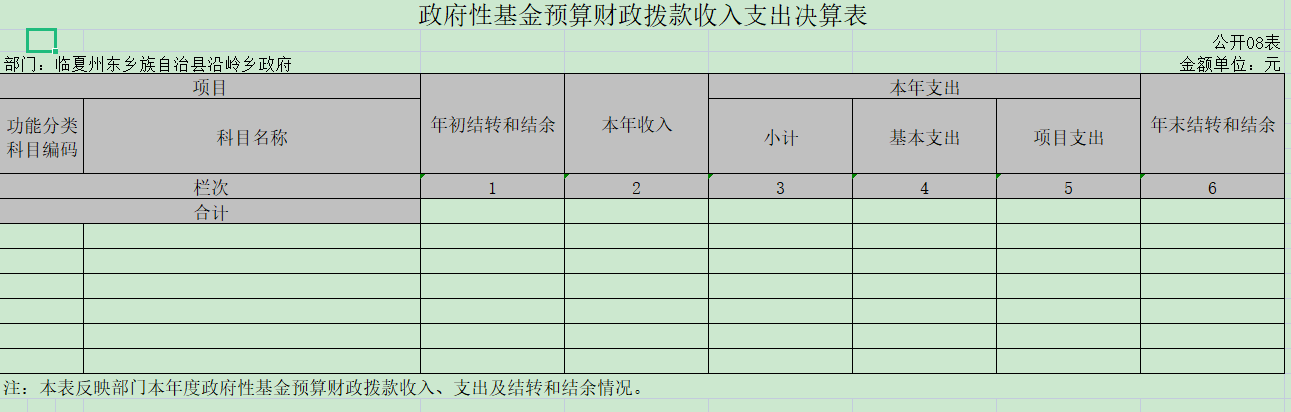 政府性基金预算财政拨款收入支出决算表
公开08表
部门：临夏州东乡族自治县沿岭乡政府
金额单位：元
项目
年初结转和结余
本年收入
本年支出
年末结转和结余
功能分类
科目编码
科目名称
小计
基本支出
项目支出
栏次
1
2
3
4
5
6
合计
注：本表反映部门本年度政府性基金预算财政拨款收入、支出及结转和结余情况。